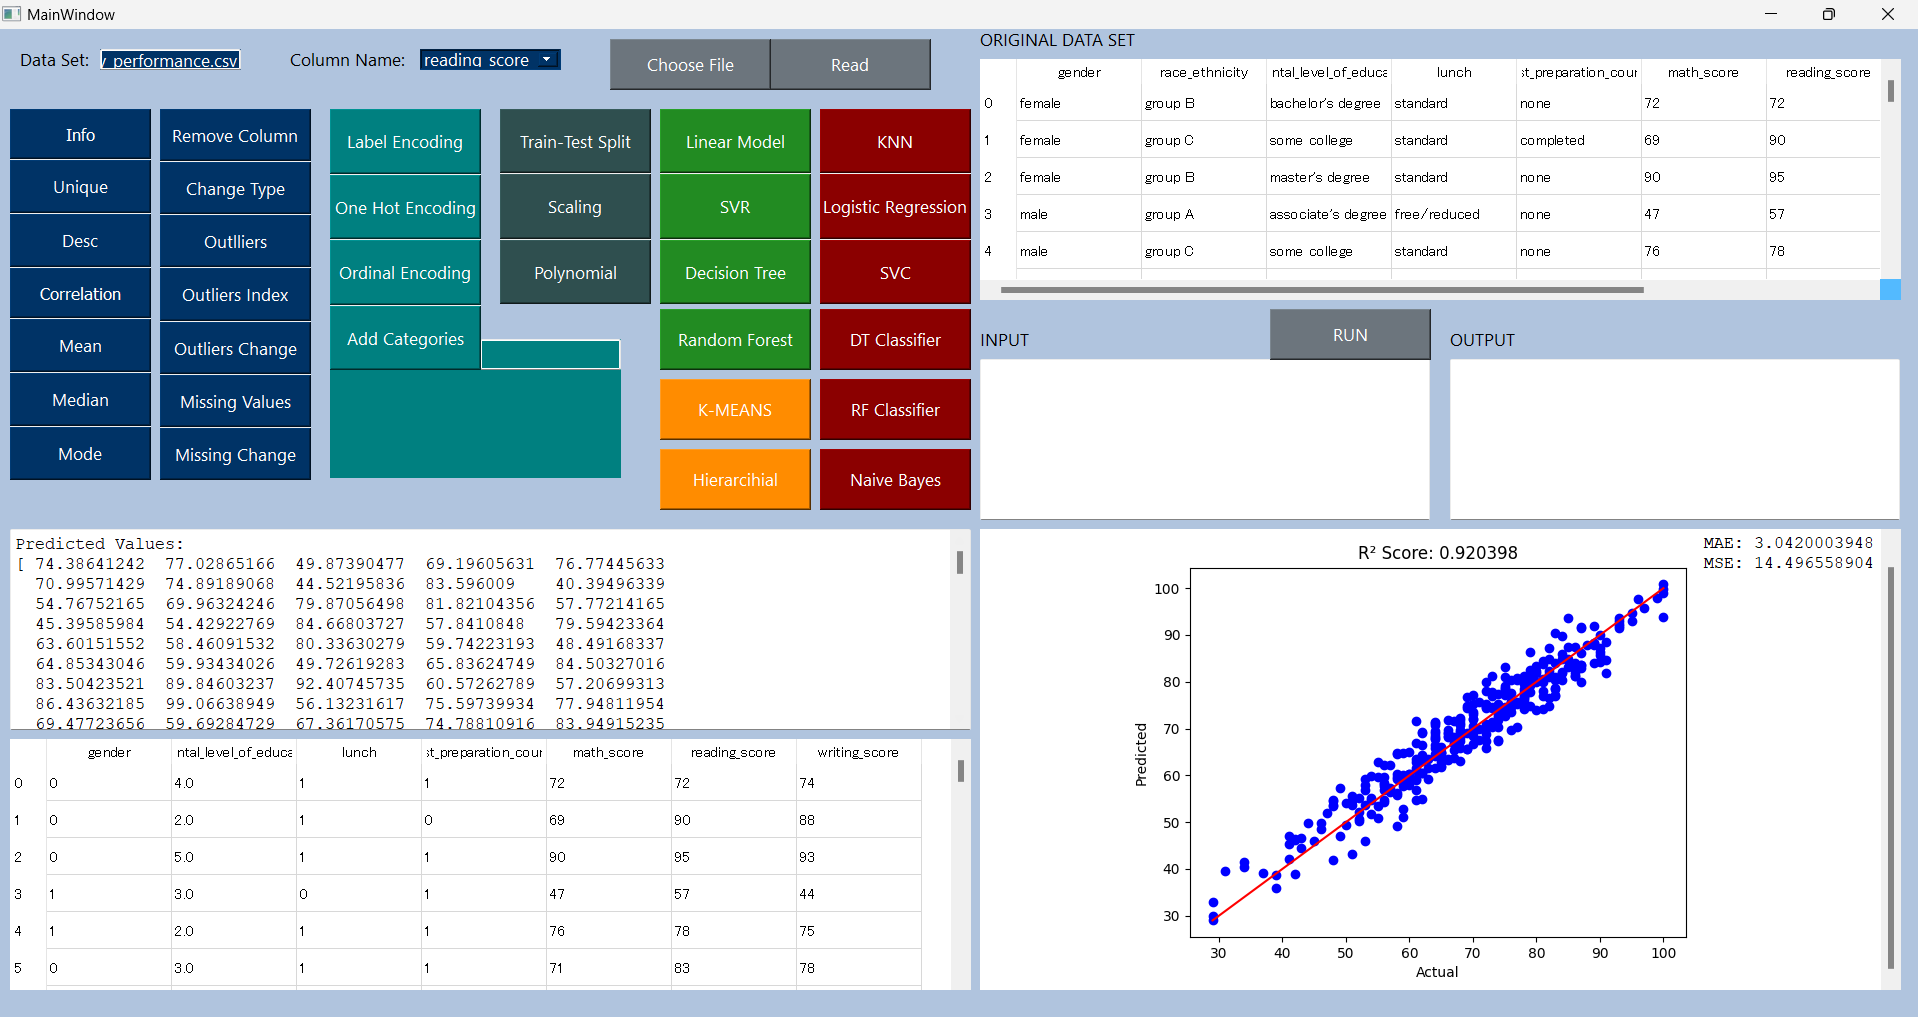 MainWindow
Data Set: y_performance.csv Column Name: reading_score Choose File Read
Info Remove Column Label Encoding Train-Test Split Linear Model KNN
Unique Change Type One Hot Encoding Scaling SVR Logistic Regression
Desc Outlliers Ordinal Encoding Polynomial Decision Tree SVC
Correlation Outliers Index Add Categories Random Forest DT Classifier
Mean Outliers Change K-MEANS RF Classifier
Median Missing Values Hierarcihial Naive Bayes
Mode Missing Change
ORIGINAL DATA SET
gender race_ethnicity ntal_level_of_educa lunch st_preparation_cour math_score reading_score
0 female group B bachelor's degree standard none 72 72
1 female group C some college standard completed 69 90
2 female group B master's degree standard none 90 95
3 male group A associate's degree free/reduced none 47 57
4 male group C some college standard none 76 78
INPUT RUN OUTPUT
Predicted Values:
[ 74.38641242 77.02865166 49.87390477 69.19605631 76.77445633
70.99571429 74.89189068 44.52195836 83.596009 40.39496339
54.76752165 69.96324246 79.87056498 81.82104356 57.77214165
45.39585984 54.42922769 84.66803727 57.8410848 79.59423364
63.60151552 58.46091532 80.33630279 59.74223193 48.49168337
64.85343046 59.93434026 49.72619283 65.83624749 84.50327016
83.50423521 89.84603237 92.40745735 60.57262789 57.20699313
86.43632185 99.06638949 56.13231617 75.59739934 77.94811954
69.47723656 59.69284729 67.36170575 74.78810916 83.94915235
gender ntal_level_of_educa lunch st_preparation_cour math_score reading_score writing_score
0 0 4.0 1 1 72 72 74
1 0 2.0 1 0 69 90 88
2 0 5.0 1 1 90 95 93
3 1 3.0 0 1 47 57 44
4 1 2.0 1 1 76 78 75
5 0 3.0 1 1 71 83 78
R² Score: 0.920398
MAE: 3.0420003948
MSE: 14.496558904
100
90
80
70
60
50
40
30
Predicted
30 40 50 60 70 80 90 100
Actual